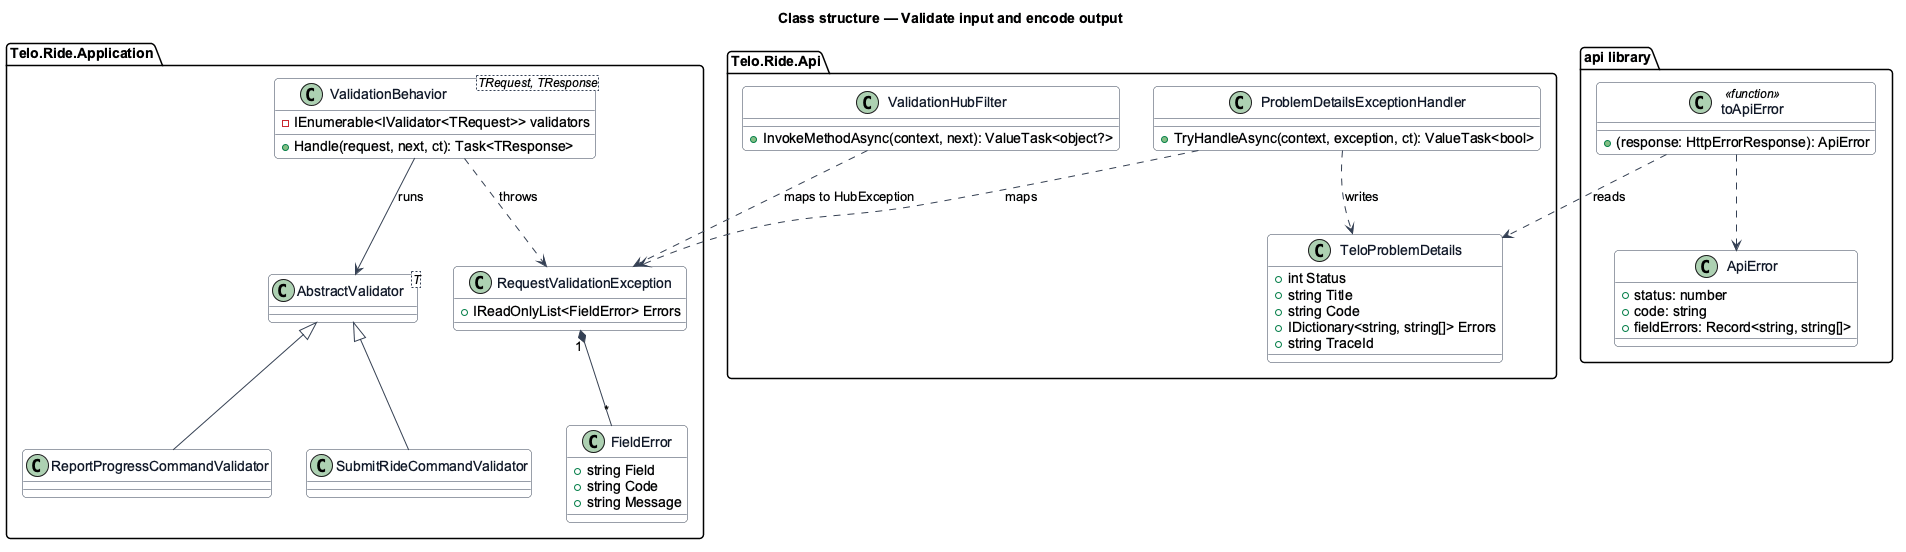 Class structure — Validate input and encode output
Telo.Ride.Application
C ValidationBehavior
TRequest, TResponse
IEnumerable<IValidator<TRequest>> validators
Handle(request, next, ct): Task<TResponse>
runs
throws
C AbstractValidator
T
C RequestValidationException
IReadOnlyList<FieldError> Errors
1
*
C ReportProgressCommandValidator
C SubmitRideCommandValidator
C FieldError
string Field
string Code
string Message
Telo.Ride.Api
C ValidationHubFilter
InvokeMethodAsync(context, next): ValueTask<object?>
C ProblemDetailsExceptionHandler
TryHandleAsync(context, exception, ct): ValueTask<bool>
maps to HubException
maps
writes
C TeloProblemDetails
int Status
string Title
string Code
IDictionary<string, string[]> Errors
string TraceId
api library
«function»
C toApiError
(response: HttpErrorResponse): ApiError
reads
C ApiError
status: number
code: string
fieldErrors: Record<string, string[]>